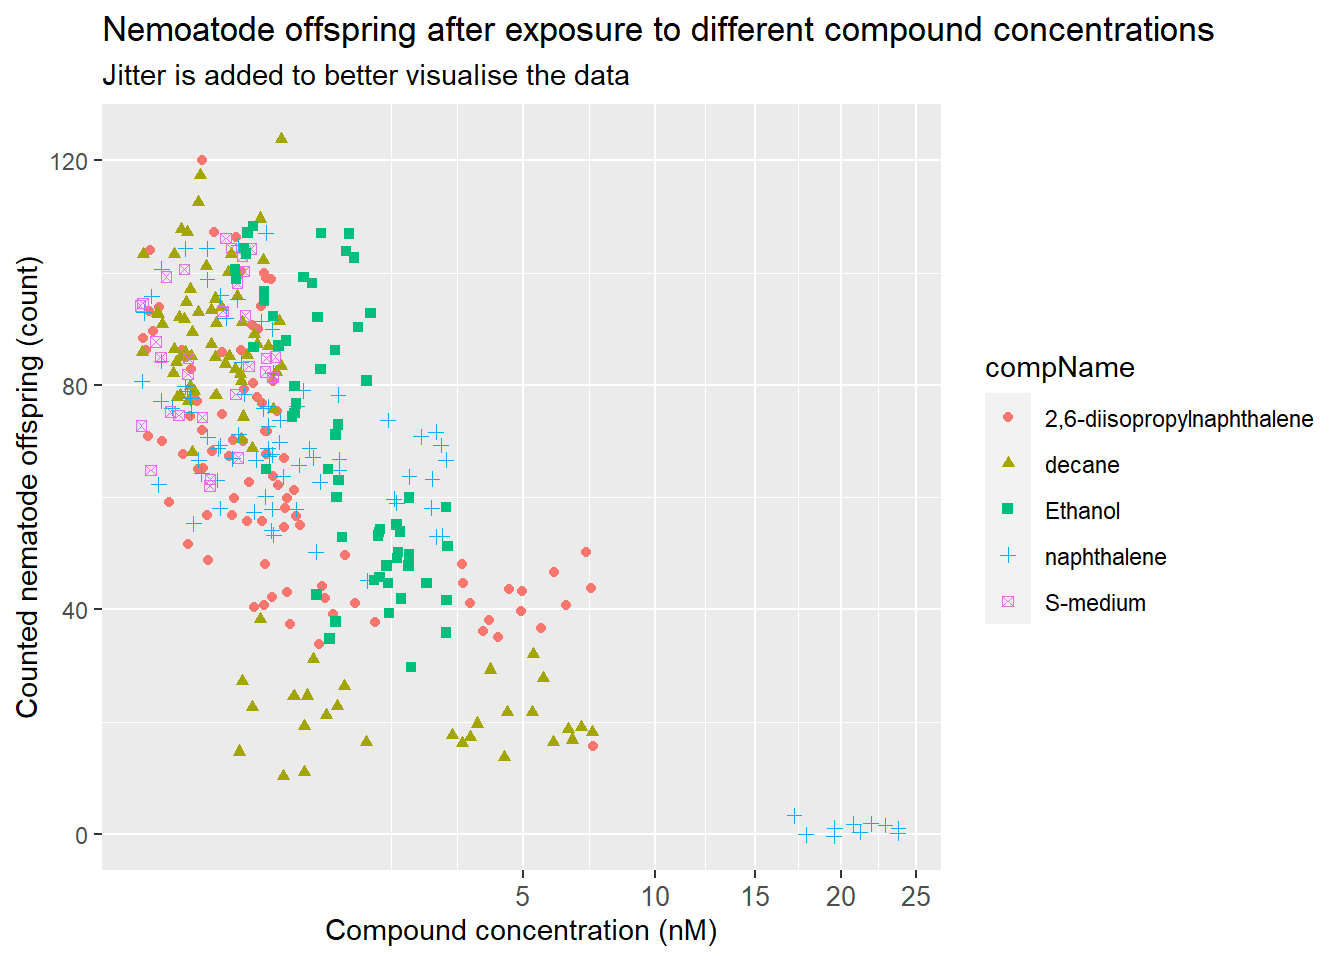 Nemoatode offspring after exposure to different compound concentrations
Jitter is added to better visualise the data
Counted nematode offspring (count)
120
80
40
0
5
10
15
20
25
Compound concentration (nM)
compName
2,6-diisopropylnaphthalene
decane
Ethanol
naphthalene
S-medium